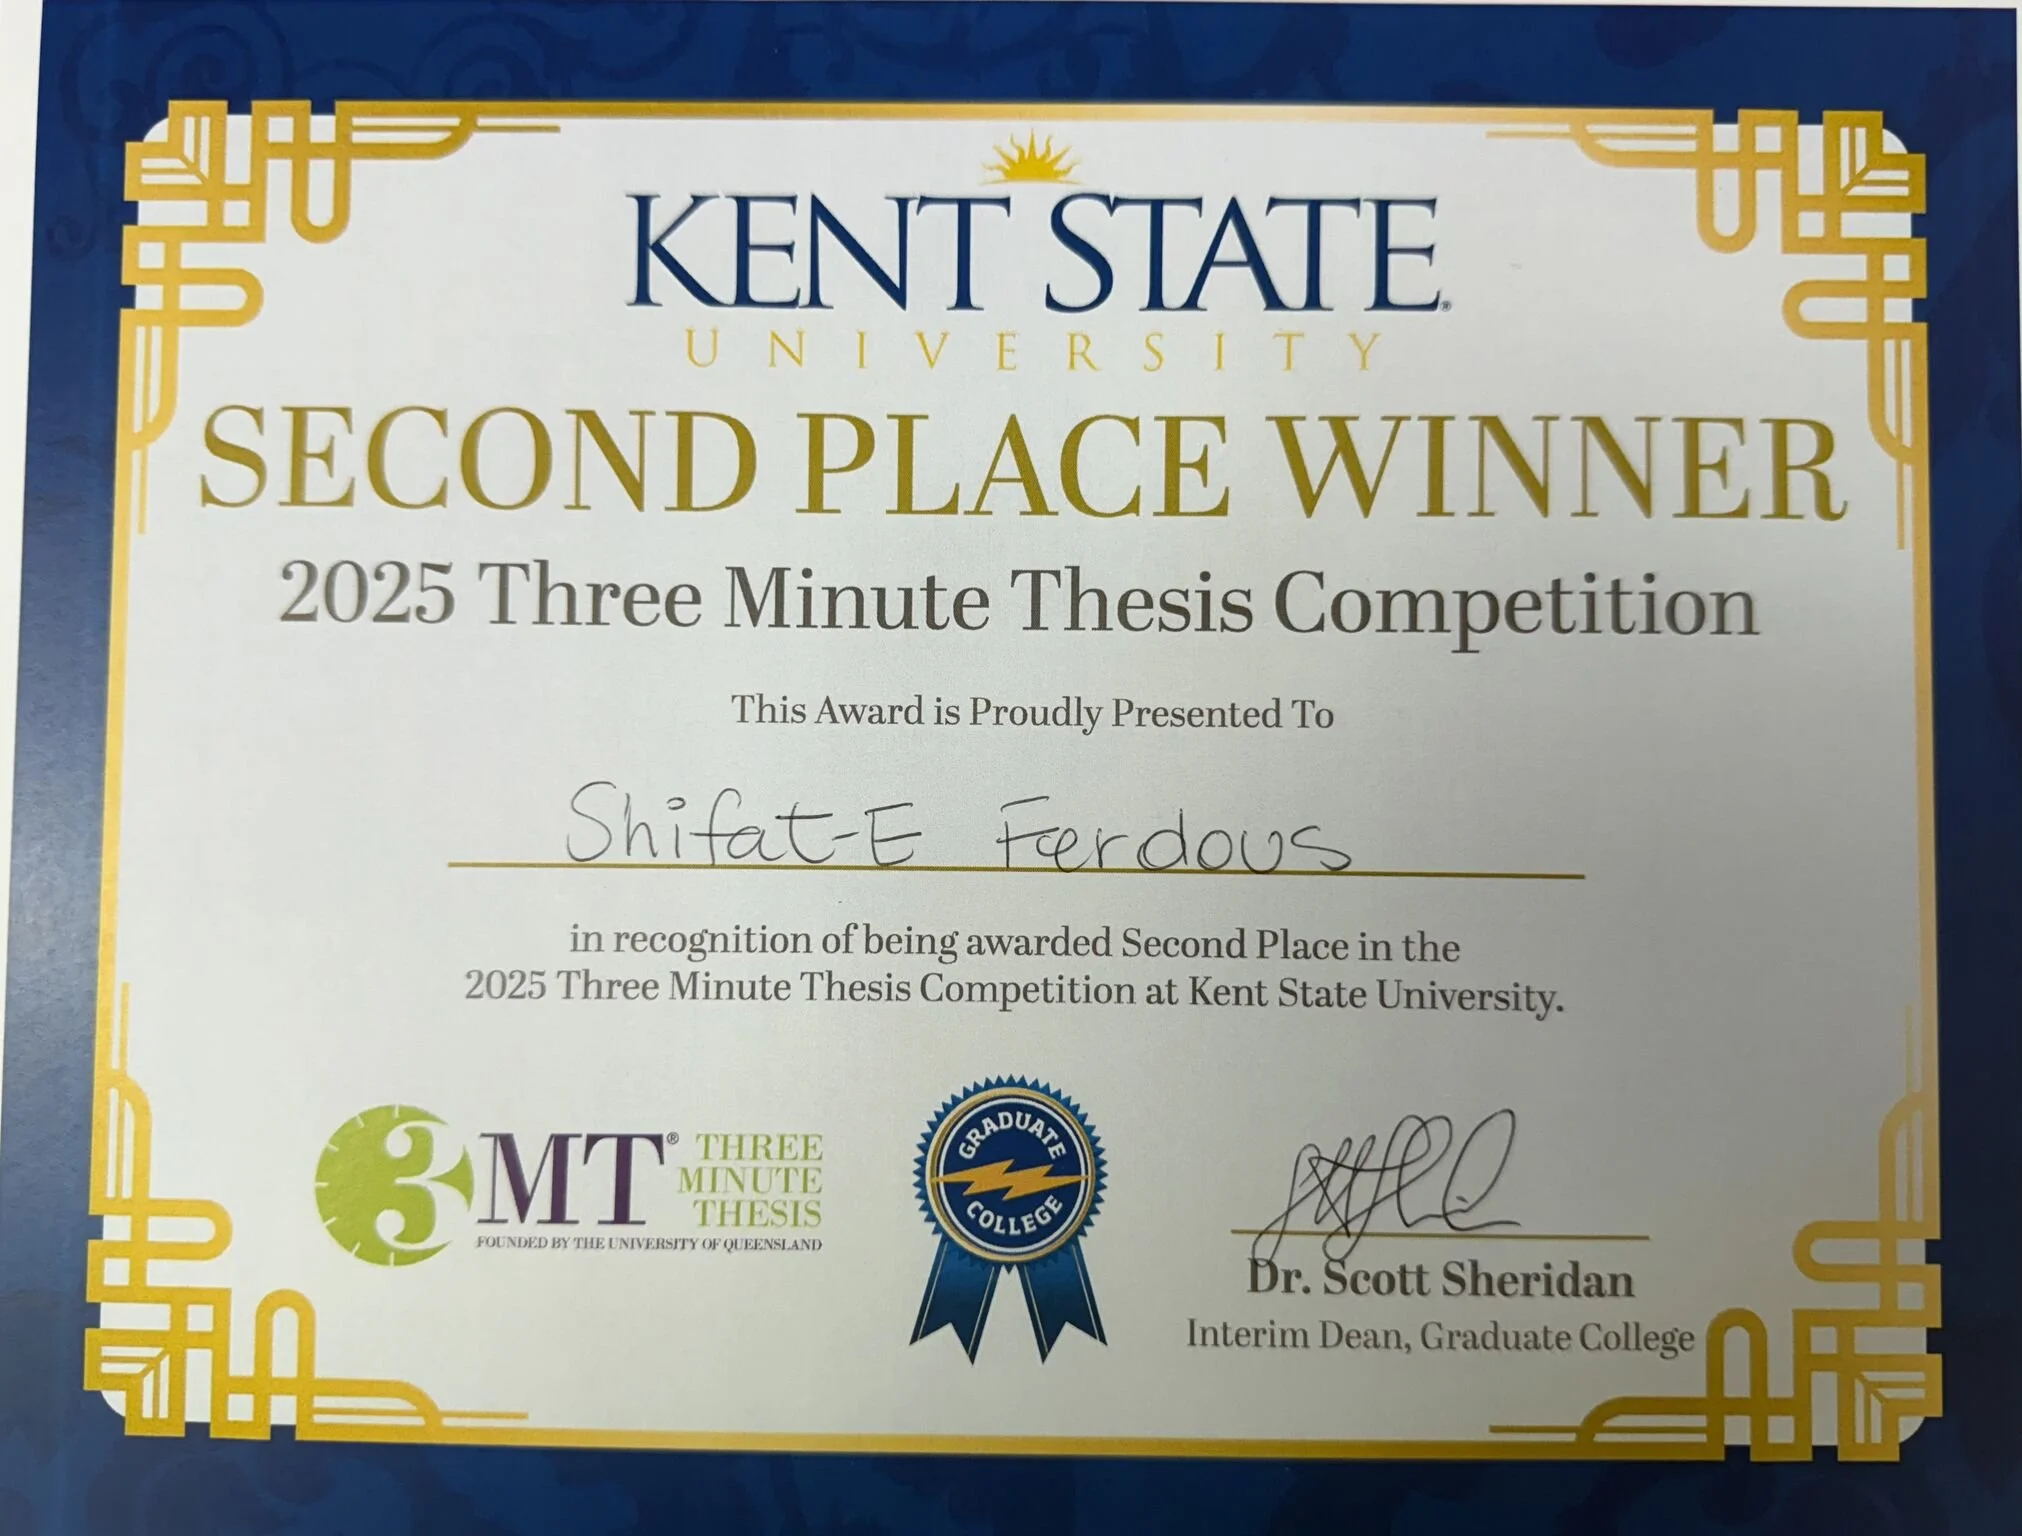 KENT STATE
UNIVERSITY
SECOND PLACE WINNER
2025 Three Minute Thesis Competition
This Award is Proudly Presented To
Shifat-E Ferdous
in recognition of being awarded Second Place in the
2025 Three Minute Thesis Competition at Kent State University.
3MT® THREE
MINUTE
THESIS
FOUNDED BY THE UNIVERSITY OF QUEENSLAND
GRADUATE
COLLEGE
Dr. Scott Sheridan
Interim Dean, Graduate College